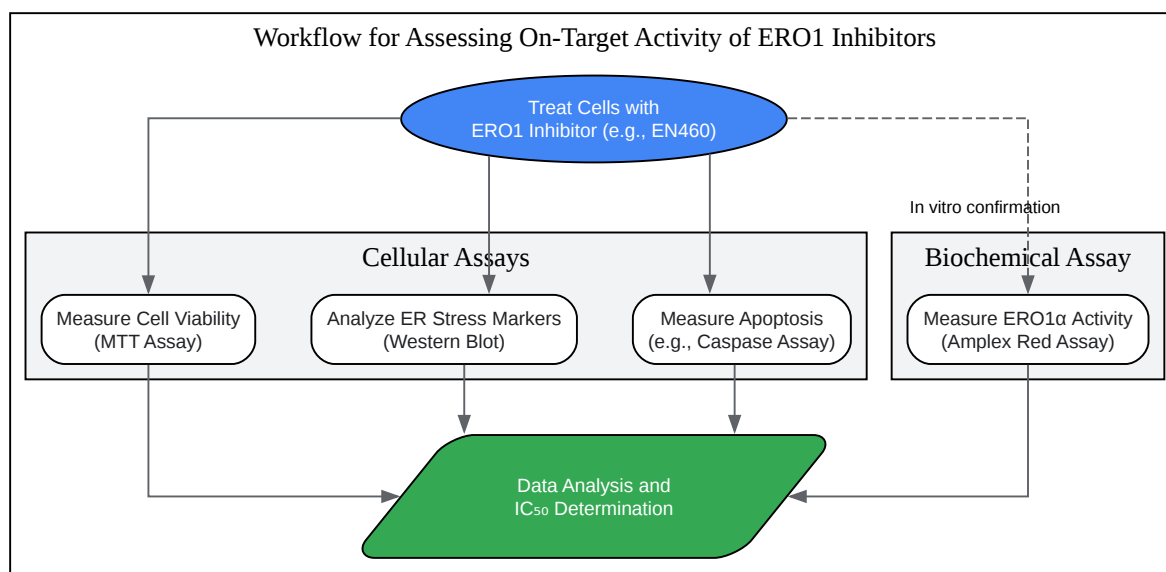 Workflow for Assessing On-Target Activity of ERO1 Inhibitors
Treat Cells with
ERO1 Inhibitor (e.g., EN460)
In vitro confirmation
Cellular Assays
Biochemical Assay
Measure Cell Viability
(MTT Assay)
Analyze ER Stress Markers
(Western Blot)
Measure Apoptosis
(e.g., Caspase Assay)
Measure ERO1α Activity
(Amplex Red Assay)
Data Analysis and
IC₅₀ Determination